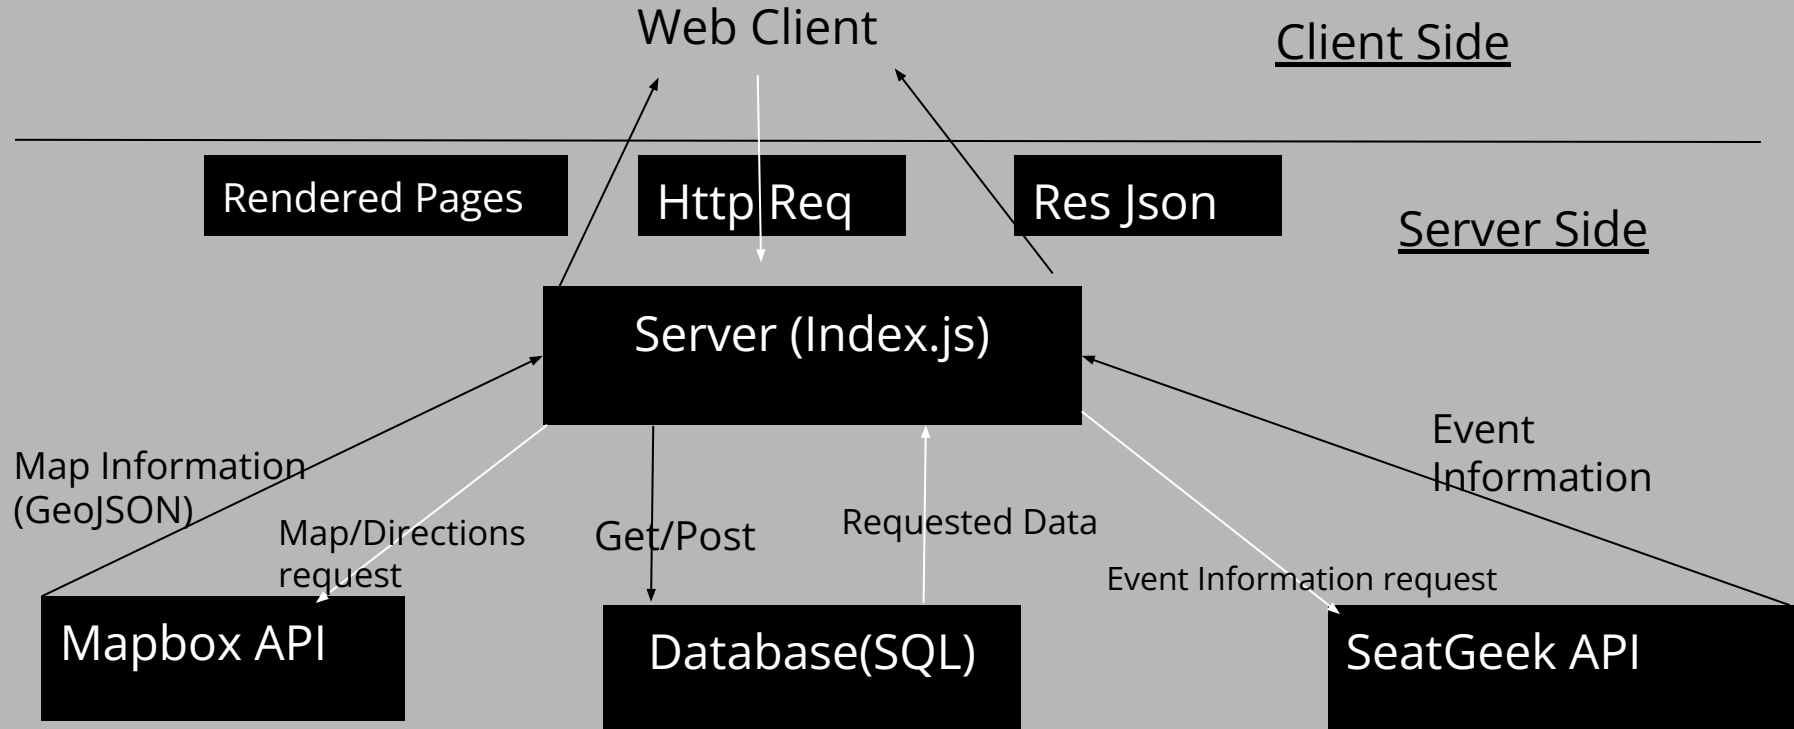 Web Client
Client Side
Rendered Pages
Http Req
Res Json
Server Side
Server (Index.js)
Map Information
(GeoJSON)
Map/Directions
request
Get/Post
Requested Data
Event Information request
Event
Information
Mapbox API
Database(SQL)
SeatGeek API